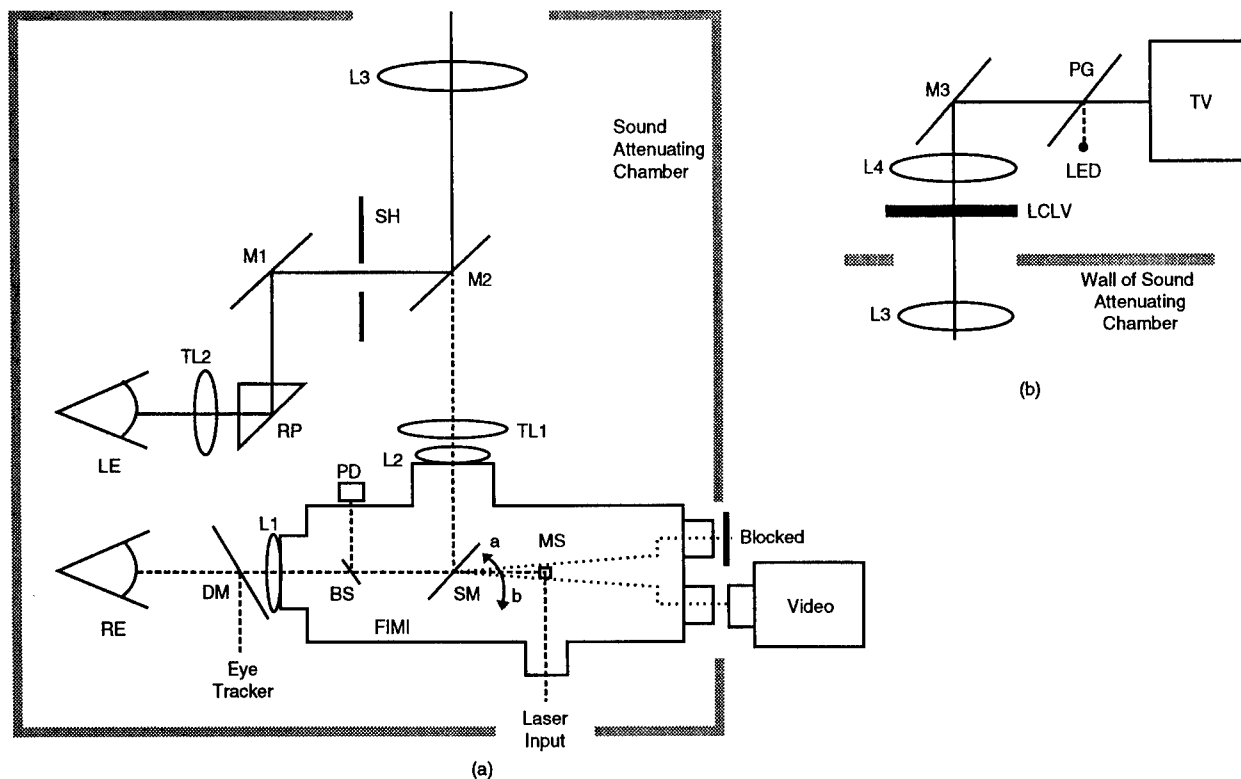 L3
Sound
Attenuating
Chamber
SH
M1
M2
TL2
RP
LE
TL1
L2
PD
L1
a
MS
Blocked
DM
BS
SM
b
Video
RE
FIMI
Eye
Tracker
Laser
Input
(a)
M3
PG
TV
L4
LED
LCLV
Wall of Sound
Attenuating
Chamber
L3
(b)